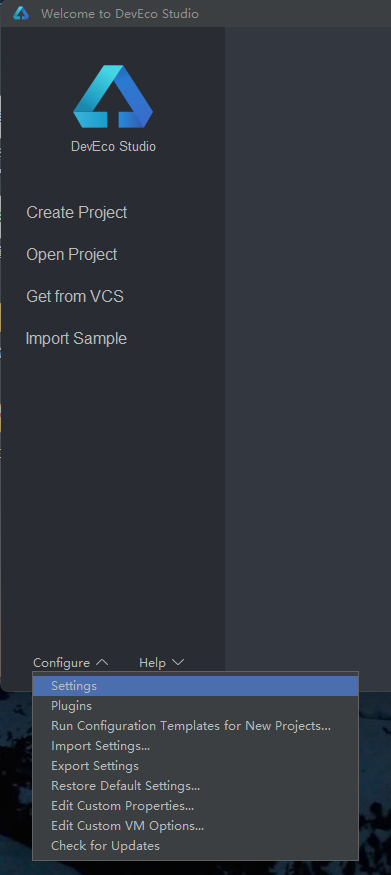 Welcome to DevEco Studio
DevEco Studio
Create Project
Open Project
Get from VCS
Import Sample
Configure Help
Settings
Plugins
Run Configuration Templates for New Projects...
Import Settings...
Export Settings
Restore Default Settings...
Edit Custom Properties...
Edit Custom VM Options...
Check for Updates